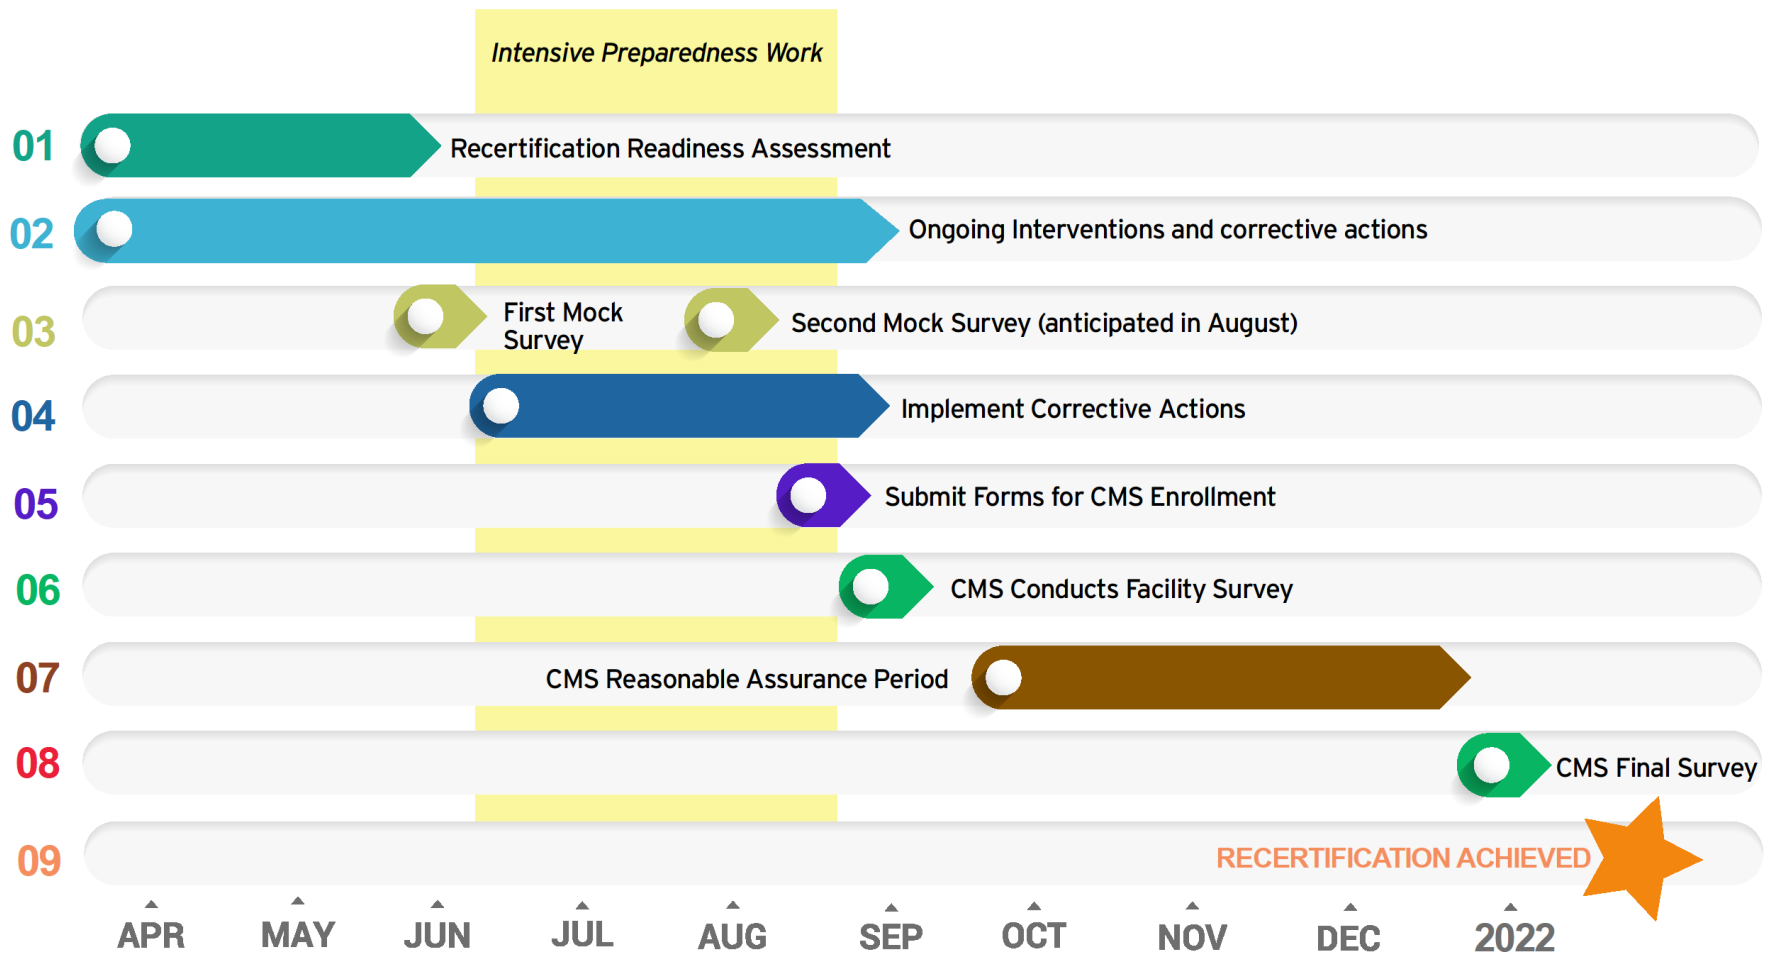 Intensive Preparedness Work
01
Recertification Readiness Assessment
02
Ongoing Interventions and corrective actions
03
First Mock
Survey
Second Mock Survey (anticipated in August)
04
Implement Corrective Actions
05
Submit Forms for CMS Enrollment
06
CMS Conducts Facility Survey
07
CMS Reasonable Assurance Period
08
CMS Final Survey
09
RECERTIFICATION ACHIEVED
APR MAY JUN JUL AUG SEP OCT NOV DEC 2022